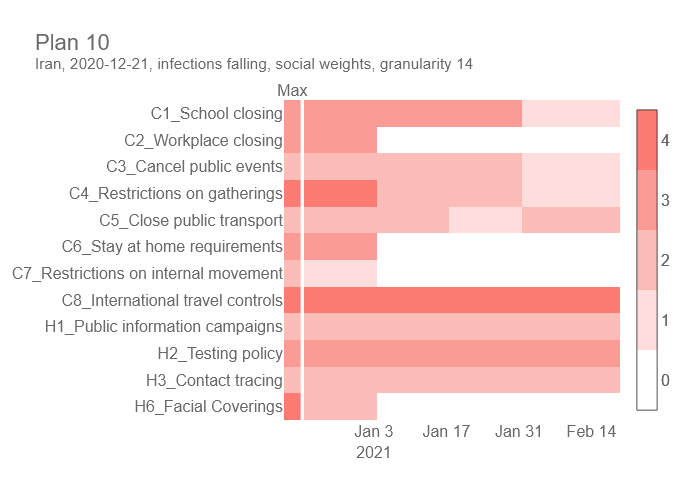 Plan 10
Iran, 2020-12-21, infections falling, social weights, granularity 14
Max
C1_School closing
C2_Workplace closing
C3_Cancel public events
C4_Restrictions on gatherings
C5_Close public transport
C6_Stay at home requirements
C7_Restrictions on internal movement
C8_International travel controls
H1_Public information campaigns
H2_Testing policy
H3_Contact tracing
H6_Facial Coverings
Jan 3 Jan 17 Jan 31 Feb 14
2021
4
3
2
1
0